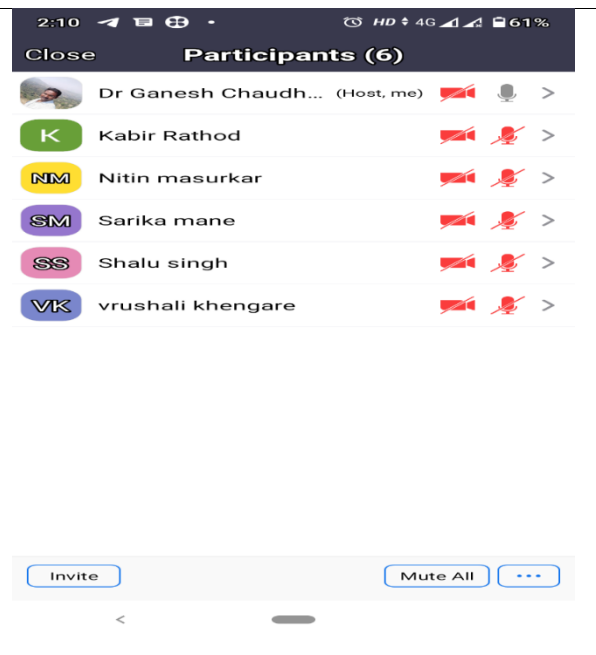 2:10 HD 4G 61%
Close Participants (6)
Dr Ganesh Chaudh... (Host, me)
K Kabir Rathod
NM Nitin masurkar
SM Sarika mane
SS Shalu singh
VK vrushali khengare
Invite Mute All ...